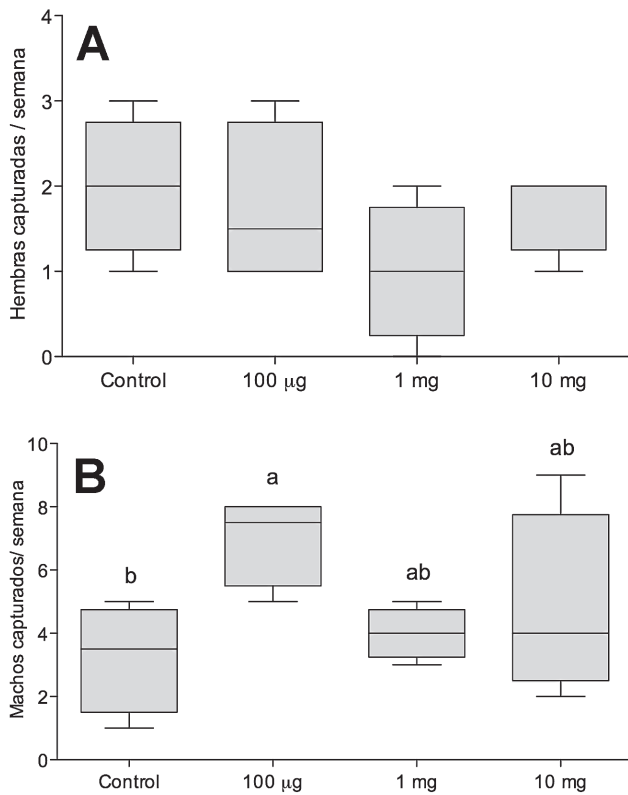 A
Hembras capturadas / semana
4
3
2
1
0
Control 100 µg 1 mg 10 mg
B
Machos capturados/ semana
10
8
6
4
2
0
b a ab ab
Control 100 µg 1 mg 10 mg